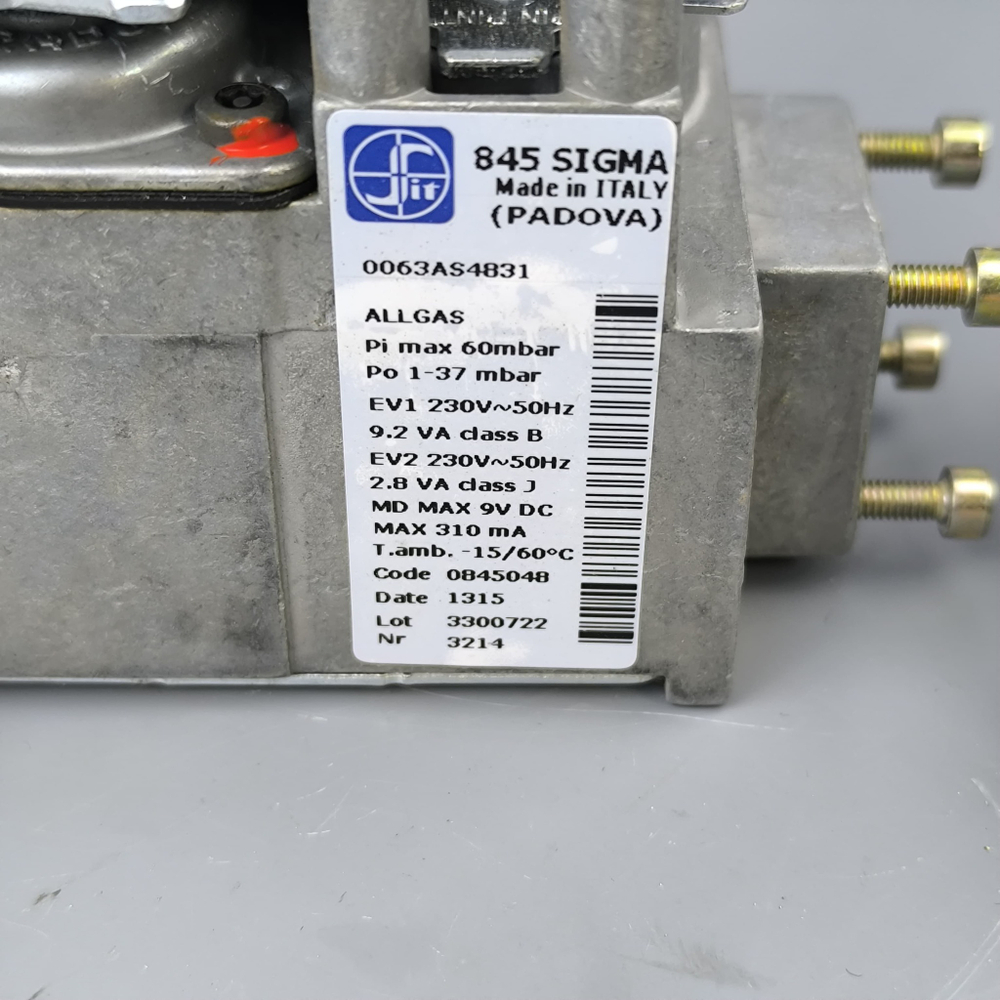 Sit
845 SIGMA
Made in ITALY
(PADOVA)
0063AS4831
ALLGAS
Pi max 60mbar
Po 1-37 mbar
EV1 230V~50Hz
9.2 VA class B
EV2 230V~50Hz
2.8 VA class J
MD MAX 9V DC
MAX 310 mA
T.amb. -15/60°C
Code 0845048
Date 1315
Lot 3300722
Nr 3214